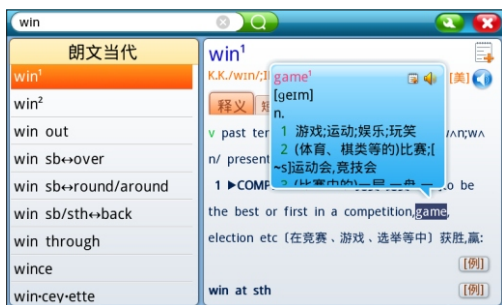 win
朗文当代
win¹
win²
win out
win sb↔over
win sb↔round/around
win sb/sth↔back
win through
wince
win•cey•ette
win¹
K.K./wɪn/;
[美]
释义
game¹
[geɪm]
n.
1 游戏;运动;娱乐;玩笑
2 (体育、棋类等的)比赛;[
~s]运动会,竞技会
v past
n/ present
1 ▶COMP
to be
the best or first in a competition,game,
election etc〔在竞赛、游戏、选举等中〕获胜,赢:
[例]
win at sth
[例]